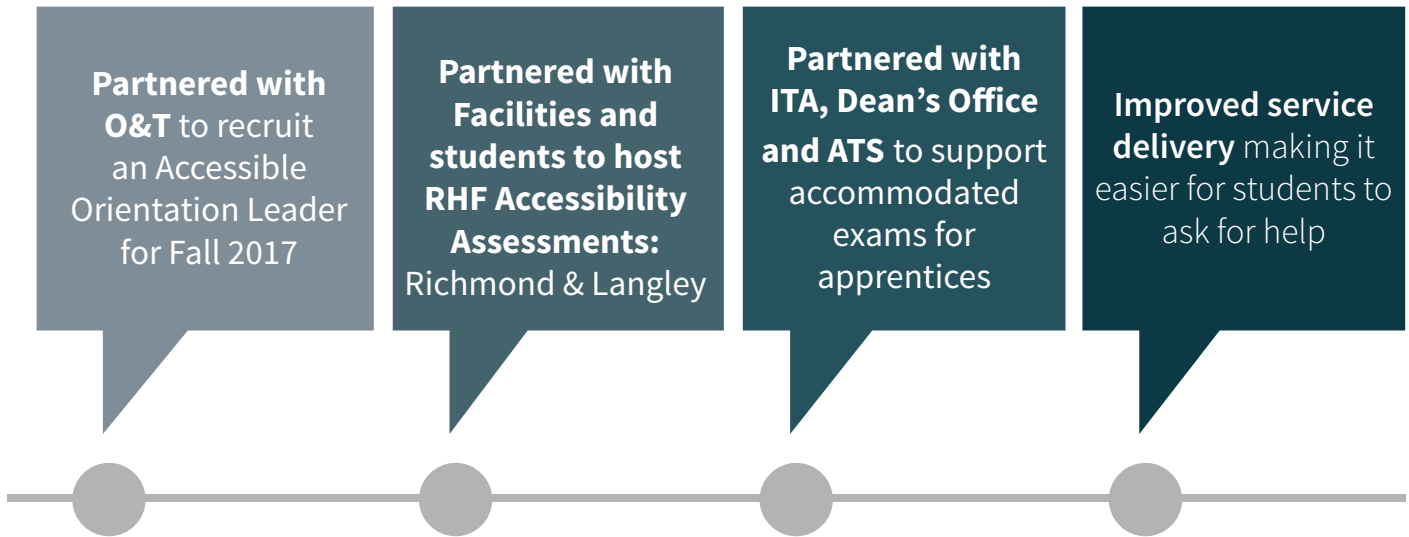 Partnered with
O&T to recruit
an Accessible
Orientation Leader
for Fall 2017
Partnered with
Facilities and
students to host
RHF Accessibility
Assessments:
Richmond & Langley
Partnered with
ITA, Dean’s Office
and ATS to support
accommodated
exams for
apprentices
Improved service
delivery making it
easier for students to
ask for help